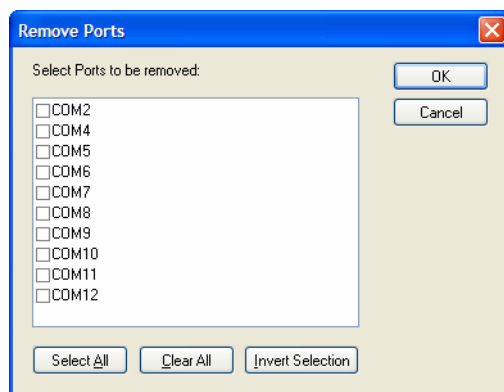 Remove Ports
Select Ports to be removed:
OK
Cancel
COM2
COM4
COM5
COM6
COM7
COM8
COM9
COM10
COM11
COM12
Select All
Clear All
Invert Selection